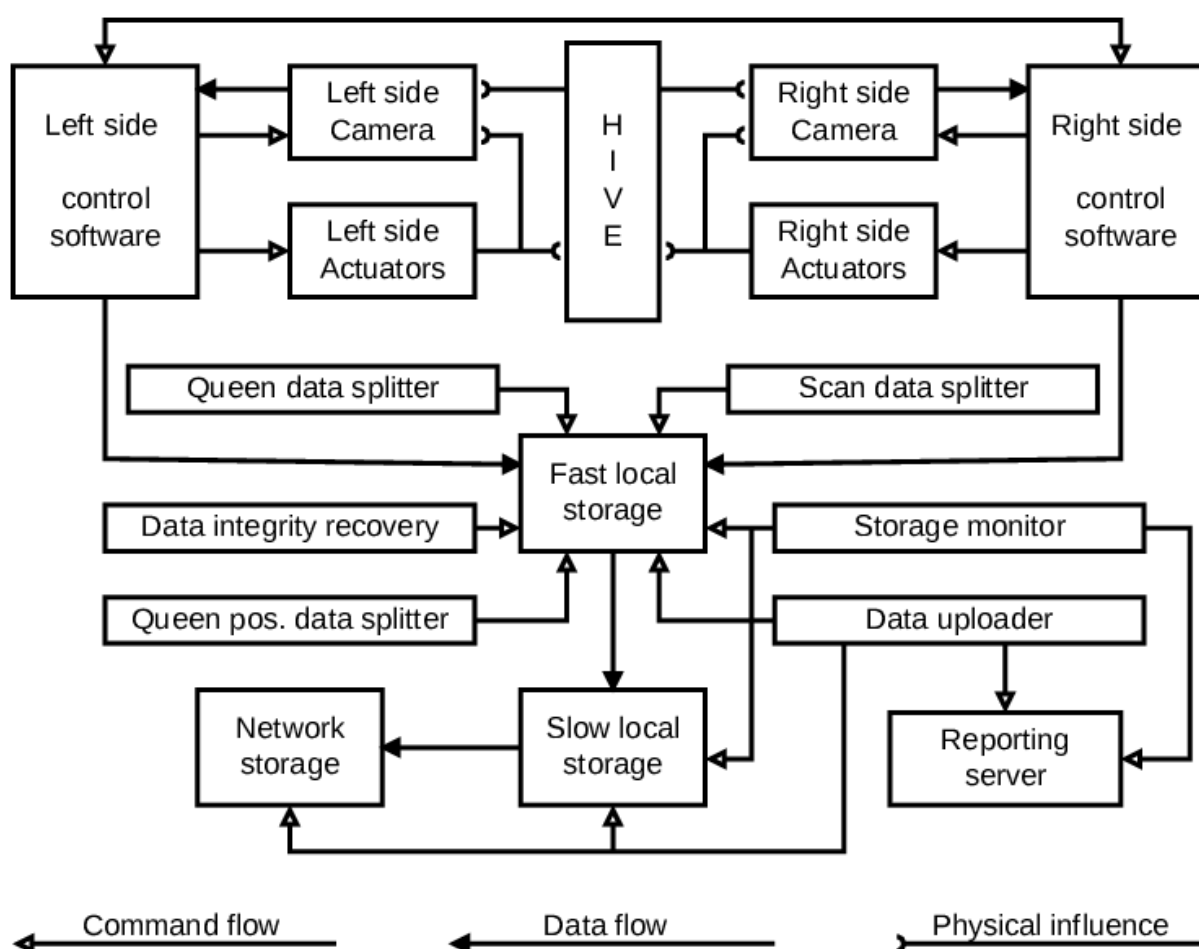 Left side
control
software
Left side
Camera
Left side
Actuators
H
I
V
E
Right side
Camera
Right side
Actuators
Right side
control
software
Queen data splitter
Scan data splitter
Fast local
storage
Data integrity recovery
Storage monitor
Queen pos. data splitter
Data uploader
Network
storage
Slow local
storage
Reporting
server
Command flow
Data flow
Physical influence